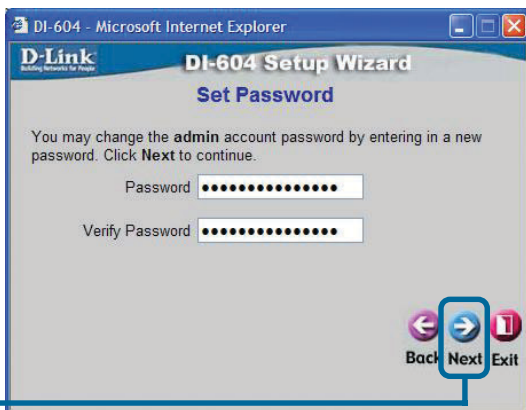 DI-604 - Microsoft Internet Explorer
D-Link
Building Networks for People
DI-604 Setup Wizard
Set Password
You may change the admin account password by entering in a new
password. Click Next to continue.
Password ●●●●●●●●●●●●●●●
Verify Password ●●●●●●●●●●●●●●●
Back Next Exit